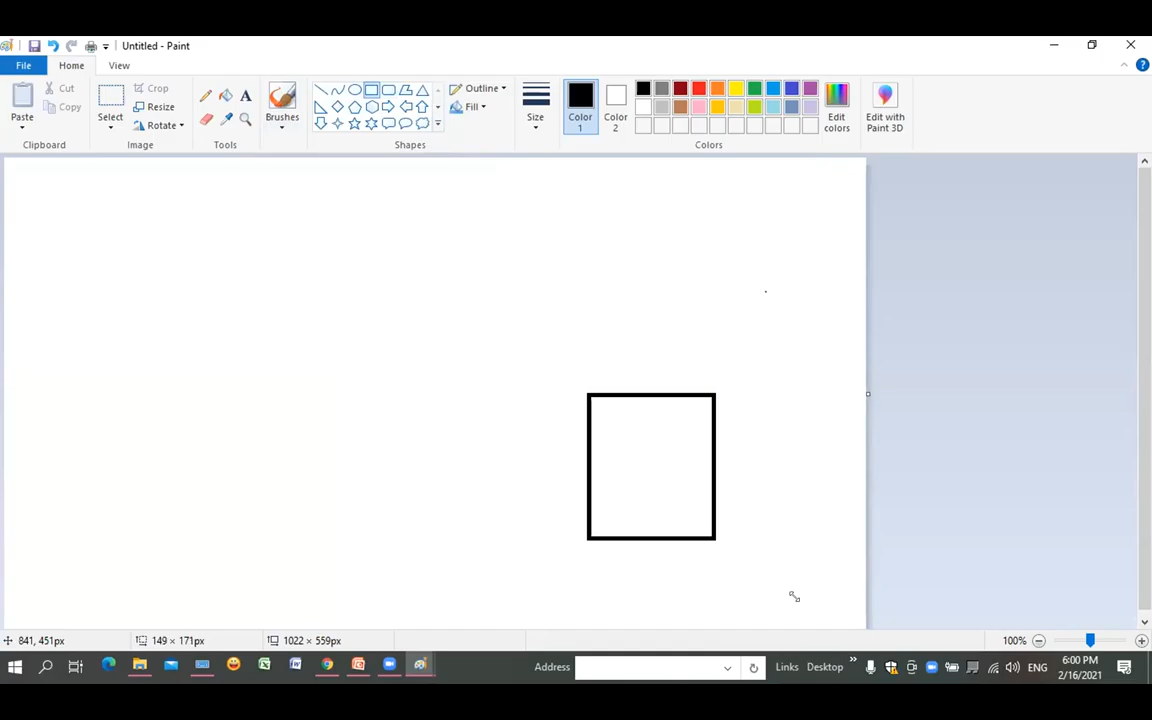 Untitled - Paint
File Home View
Paste
Cut
Copy
Clipboard
Select
Crop
Resize
Rotate
Image
A
Tools
Brushes
Outline
Fill
Shapes
Size
Color 1
Color 2
Edit colors
Colors
Edit with Paint 3D
841, 451px 149 × 171px 1022 × 559px 100%
Address Links Desktop ENG
6:00 PM
2/16/2021